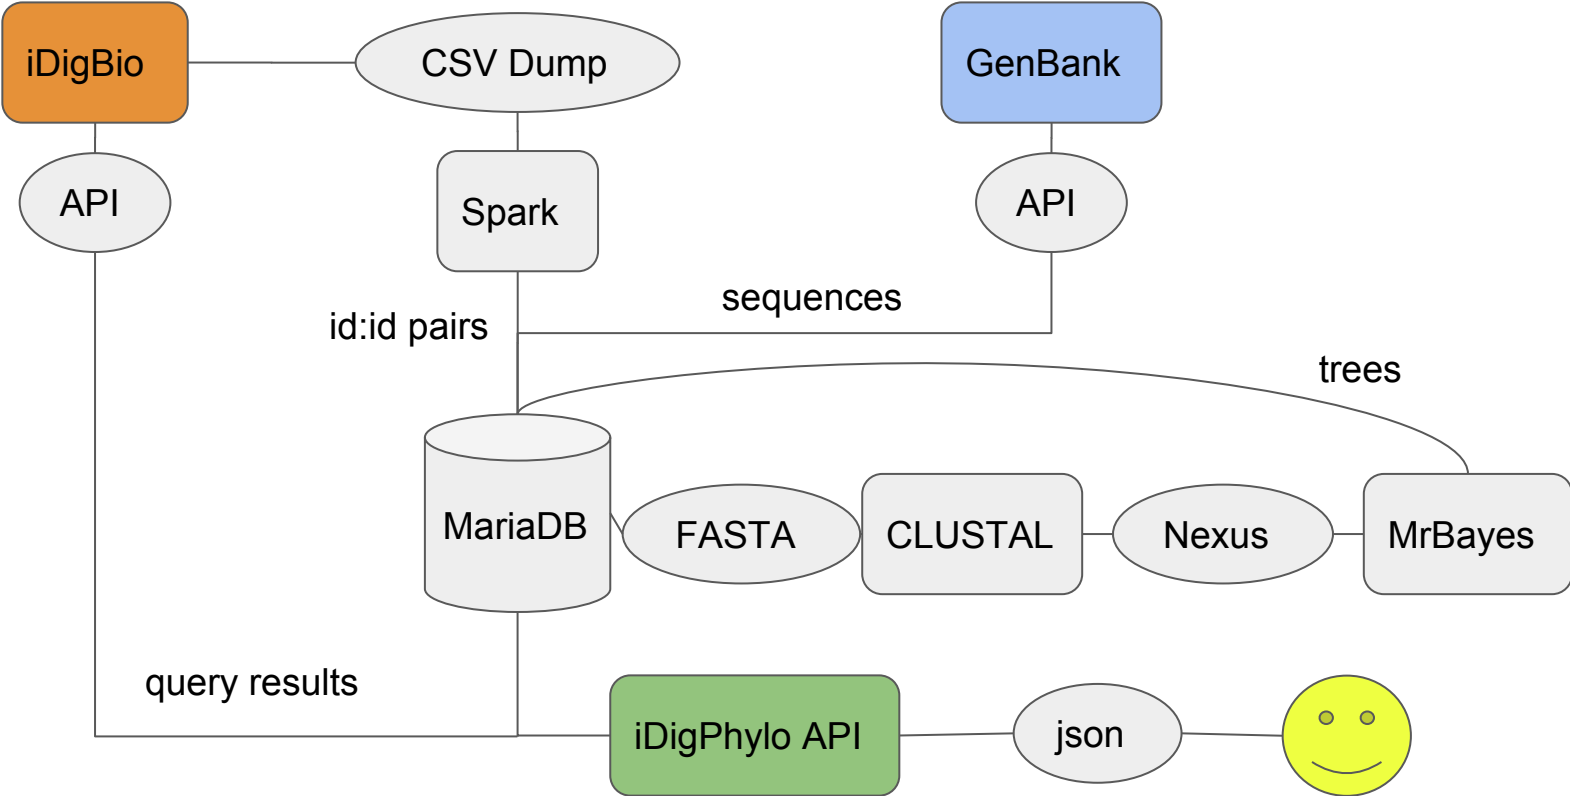 iDigBio
CSV Dump
GenBank
API
Spark
API
sequences
id:id pairs
trees
MariaDB
FASTA
CLUSTAL
Nexus
MrBayes
query results
iDigPhylo API
json